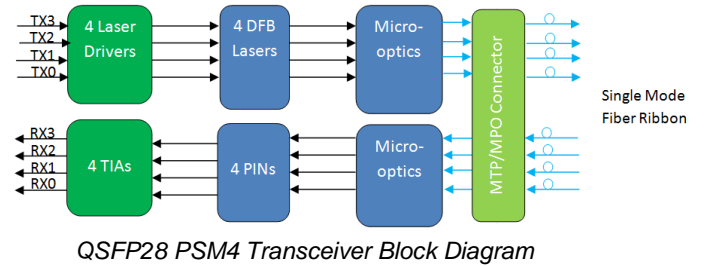 TX3
TX2
TX1
TX0
4 Laser
Drivers
4 DFB
Lasers
Micro-
optics
MTP/MPO Connector
Single Mode
Fiber Ribbon
RX3
RX2
RX1
RX0
4 TIAs
4 PINs
Micro-
optics
QSFP28 PSM4 Transceiver Block Diagram